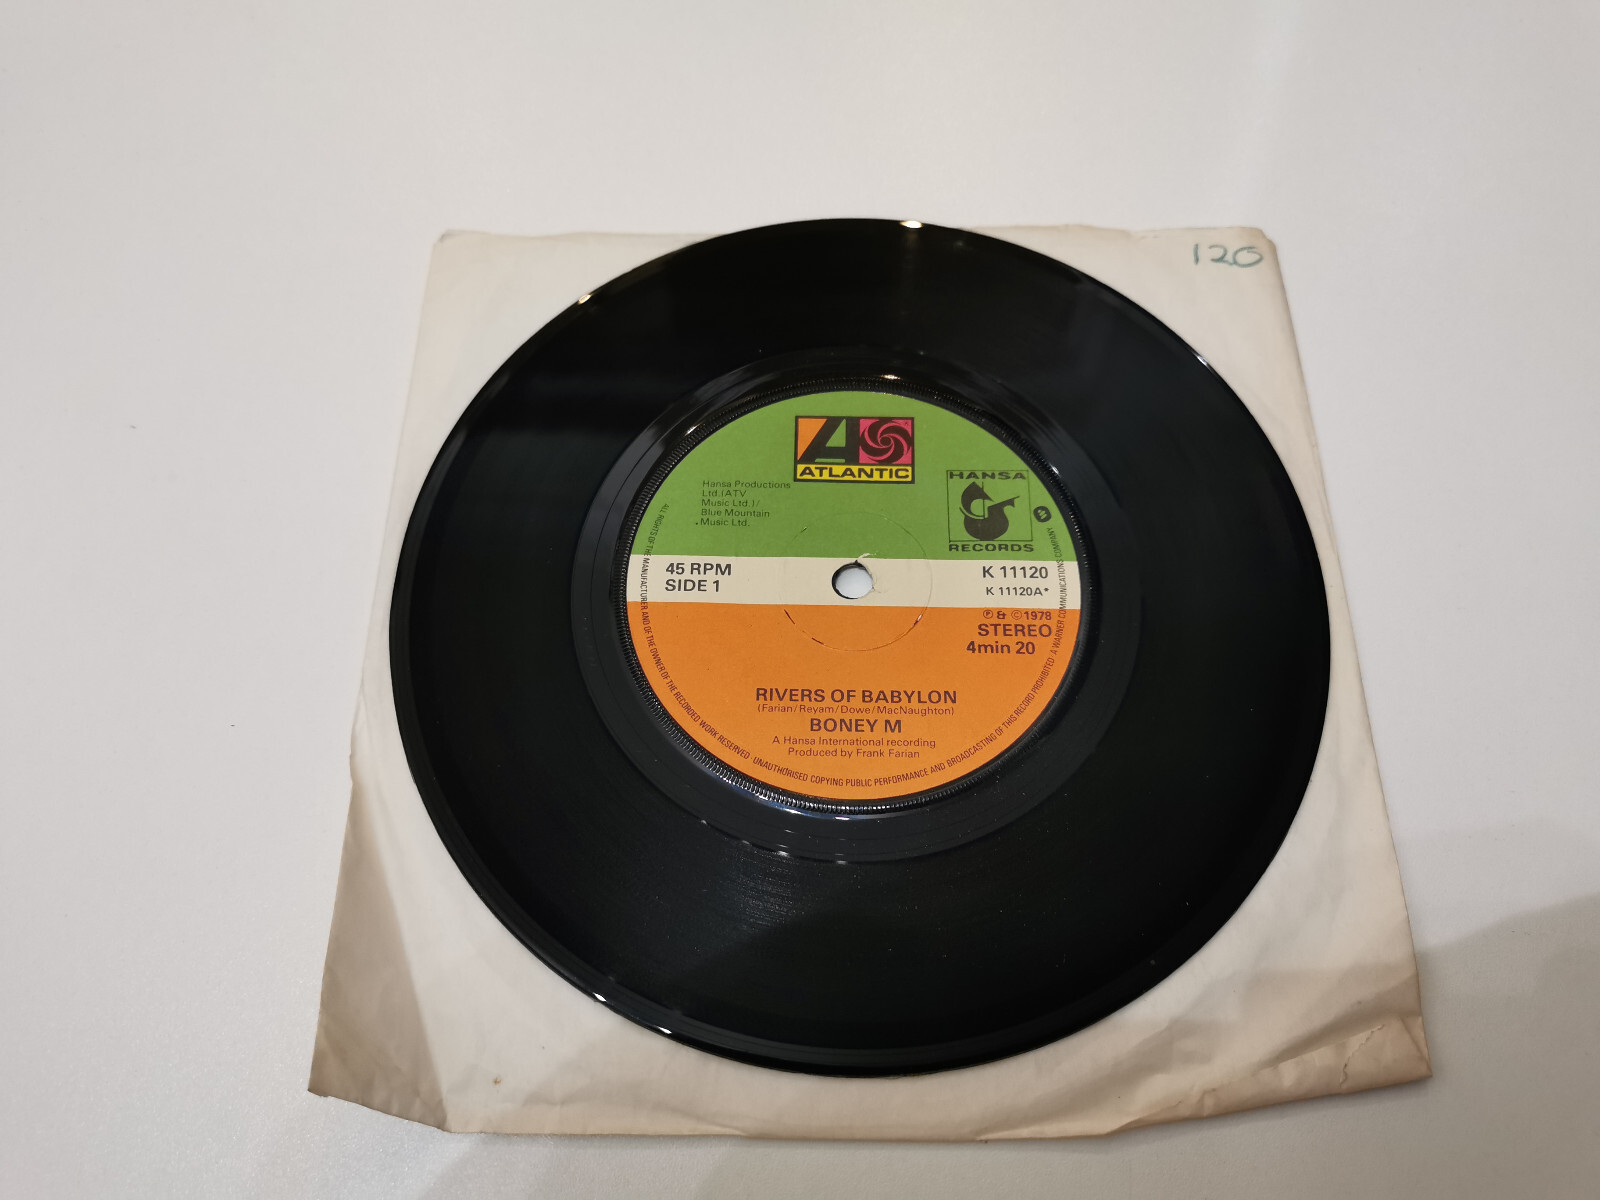 120
ATLANTIC
HANSA
RECORDS
Hansa Productions
Ltd.(ATV
Music Ltd.)/
Blue Mountain
Music Ltd.
45 RPM
SIDE 1
K 11120
K 11120A*
℗ & ©1978
STEREO
4min 20
RIVERS OF BABYLON
(Farian/Reyam/Dowe/MacNaughton)
BONEY M
A Hansa International recording
Produced by Frank Farian
ALL RIGHTS OF THE MANUFACTURER AND OF THE OWNER OF THE RECORDED WORK RESERVED · UNAUTHORISED COPYING PUBLIC PERFORMANCE AND BROADCASTING OF THIS RECORD PROHIBITED · A WARNER COMMUNICATIONS COMPANY